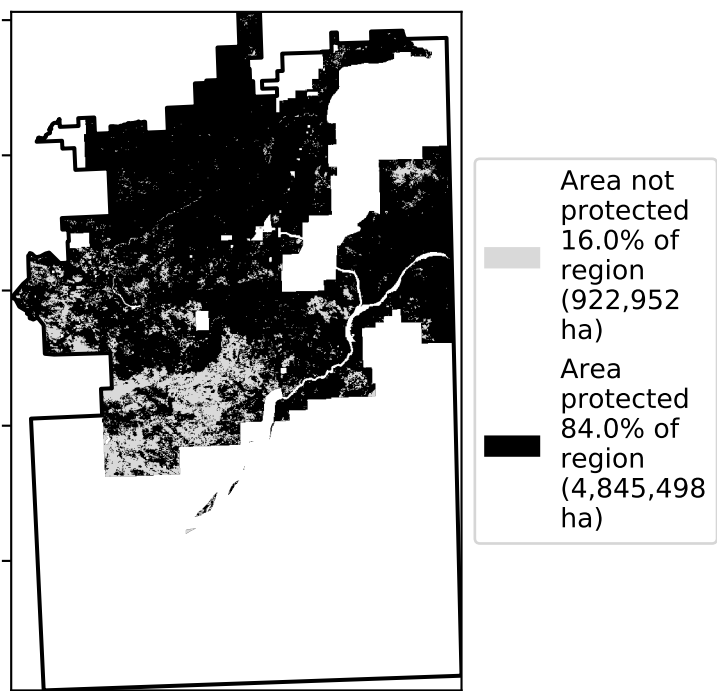 Area not
protected
16.0% of
region
(922,952
ha)
Area
protected
84.0% of
region
(4,845,498
ha)